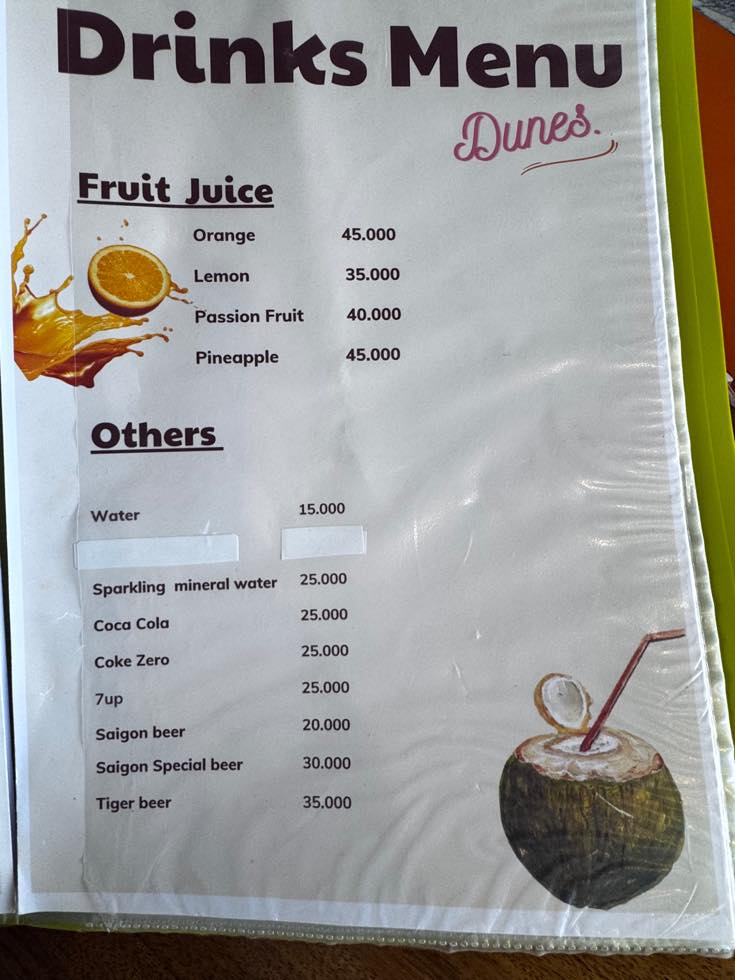 Drinks Menu
Dunes.
Fruit Juice
Orange 45.000
Lemon 35.000
Passion Fruit 40.000
Pineapple 45.000
Others
Water 15.000
Sparkling mineral water 25.000
Coca Cola 25.000
Coke Zero 25.000
7up 25.000
Saigon beer 20.000
Saigon Special beer 30.000
Tiger beer 35.000